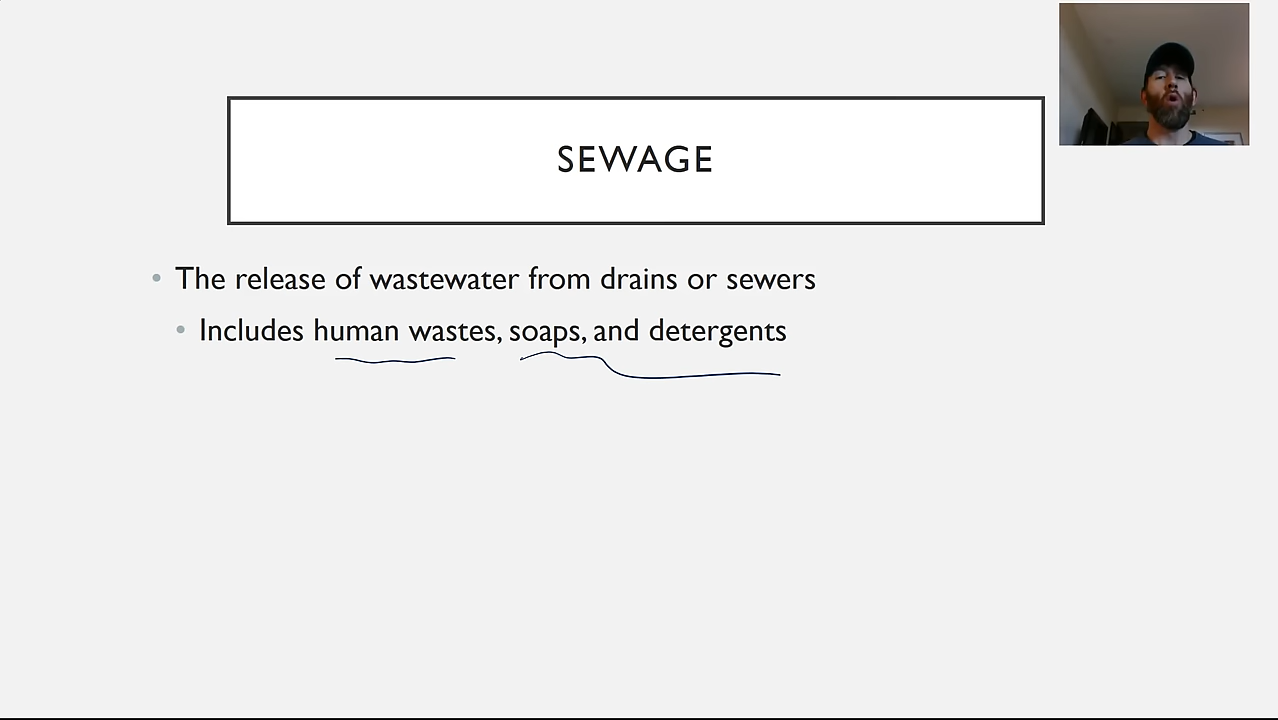 SEWAGE
The release of wastewater from drains or sewers
Includes human wastes, soaps, and detergents